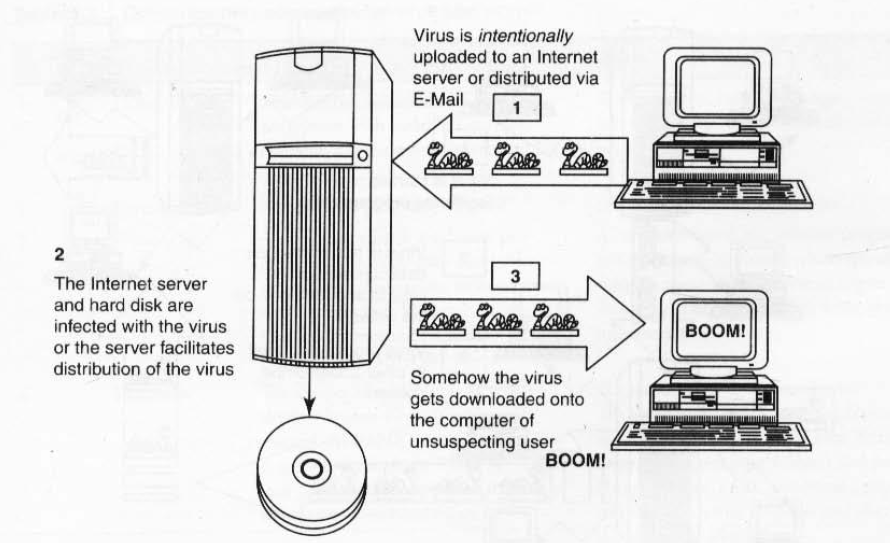 Virus is intentionally
uploaded to an Internet
server or distributed via
E-Mail
1
2
The Internet server
and hard disk are
infected with the virus
or the server facilitates
distribution of the virus
3
BOOM!
Somehow the virus
gets downloaded onto
the computer of
unsuspecting user
BOOM!